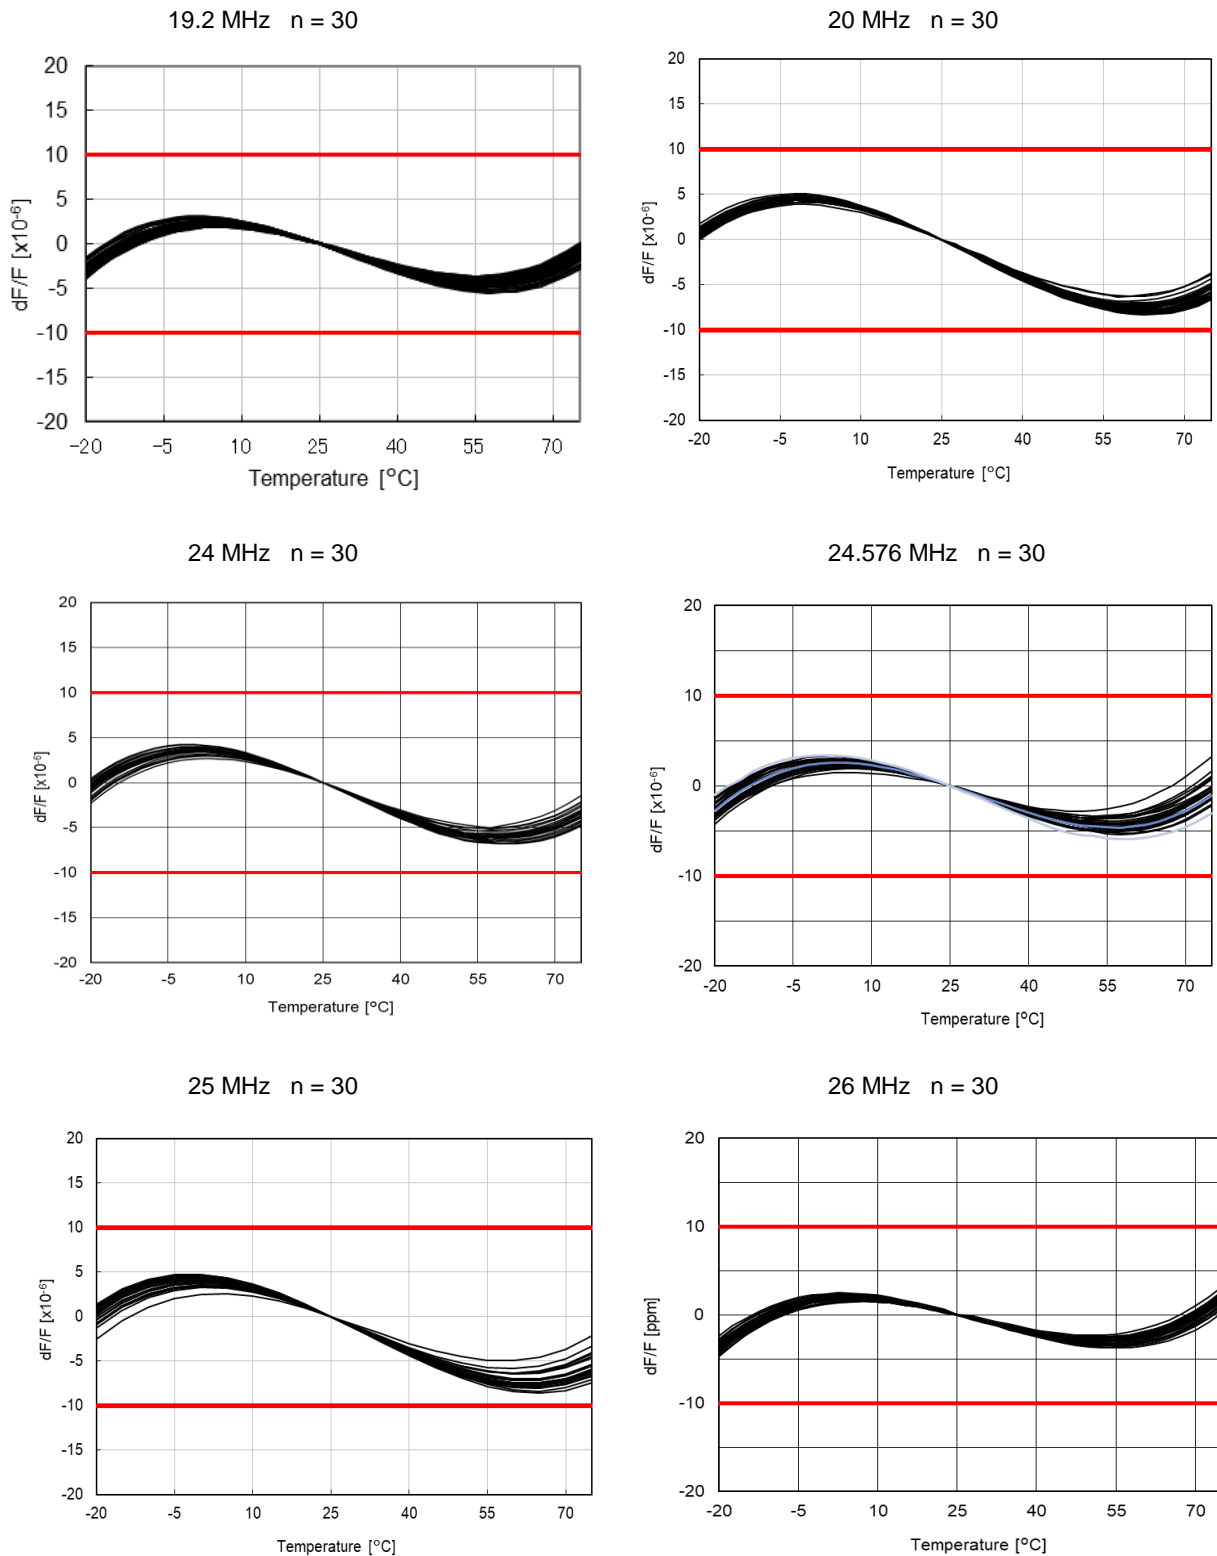 19.2 MHz n = 30
20
15
10
5
0
-5
-10
-15
-20
dF/F [x10-6]
-20 -5 10 25 40 55 70
Temperature [°C]
20 MHz n = 30
20
15
10
5
0
-5
-10
-15
-20
dF/F [x10-6]
-20 -5 10 25 40 55 70
Temperature [°C]
24 MHz n = 30
20
15
10
5
0
-5
-10
-15
-20
dF/F [x10-6]
-20 -5 10 25 40 55 70
Temperature [°C]
24.576 MHz n = 30
20
10
0
-10
-20
dF/F [x10-6]
-20 -5 10 25 40 55 70
Temperature [°C]
25 MHz n = 30
20
15
10
5
0
-5
-10
-15
-20
dF/F [x10-6]
-20 -5 10 25 40 55 70
Temperature [°C]
26 MHz n = 30
20
10
0
-10
-20
dF/F [ppm]
-20 -5 10 25 40 55 70
Temperature [°C]